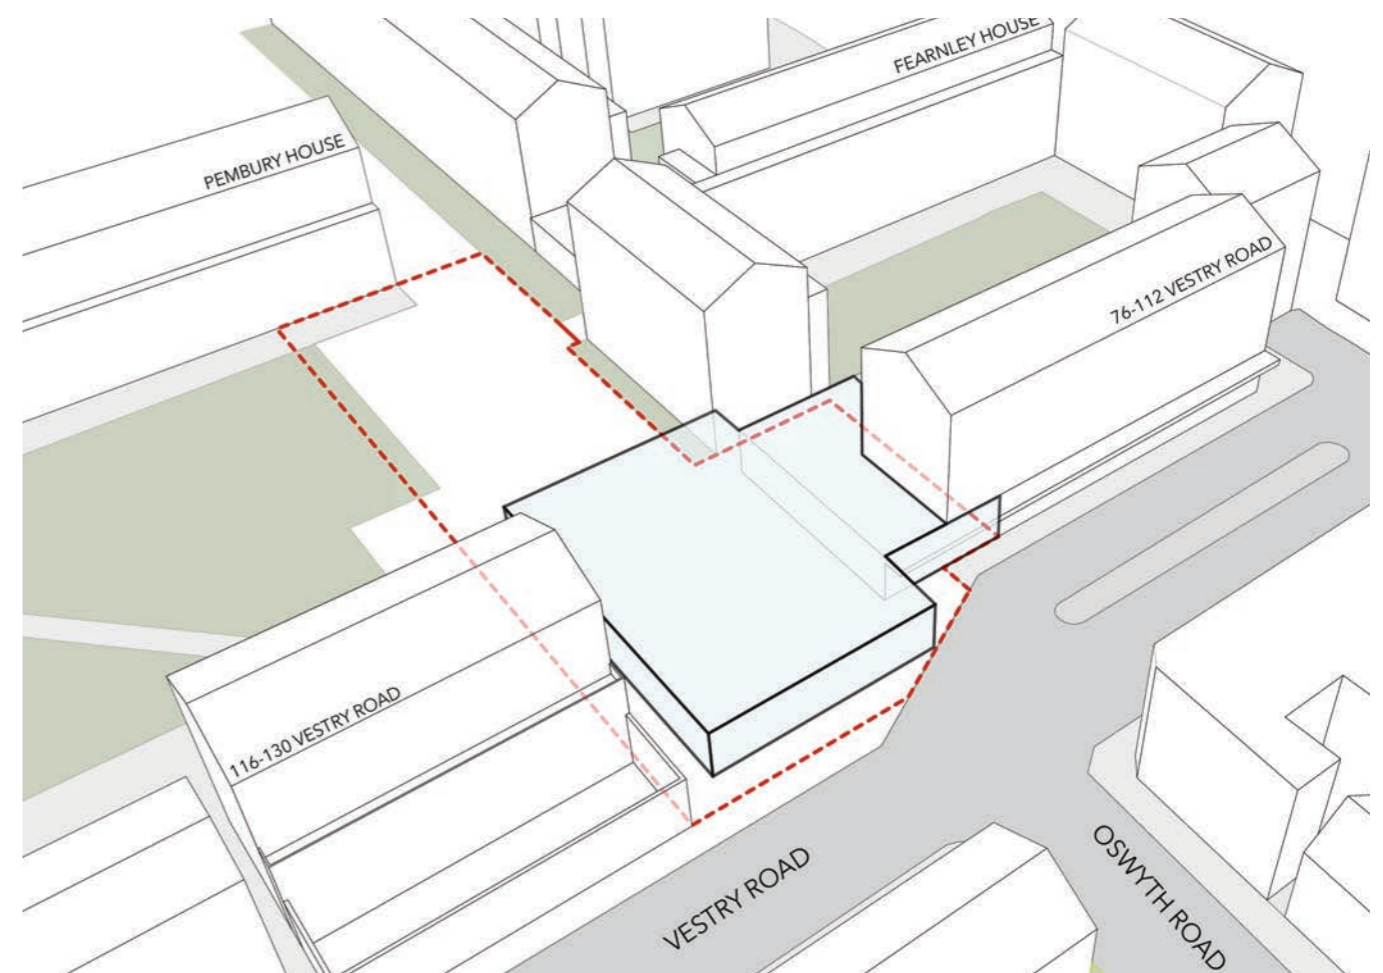 FEARNLEY HOUSE
PEMBURY HOUSE
76-112 VESTRY ROAD
116-130 VESTRY ROAD
VESTRY ROAD
OSWYTH ROAD